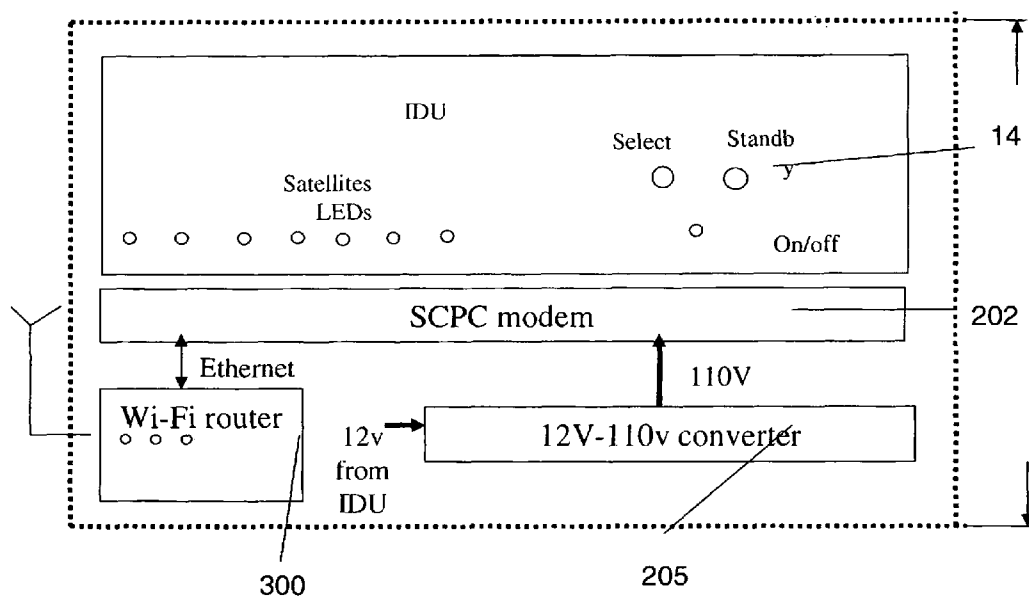 IDU
Select
Standb
y
14
Satellites
LEDs
On/off
SCPC modem
202
Ethernet
110V
Wi-Fi router
12v
from
IDU
12V-110v converter
300
205